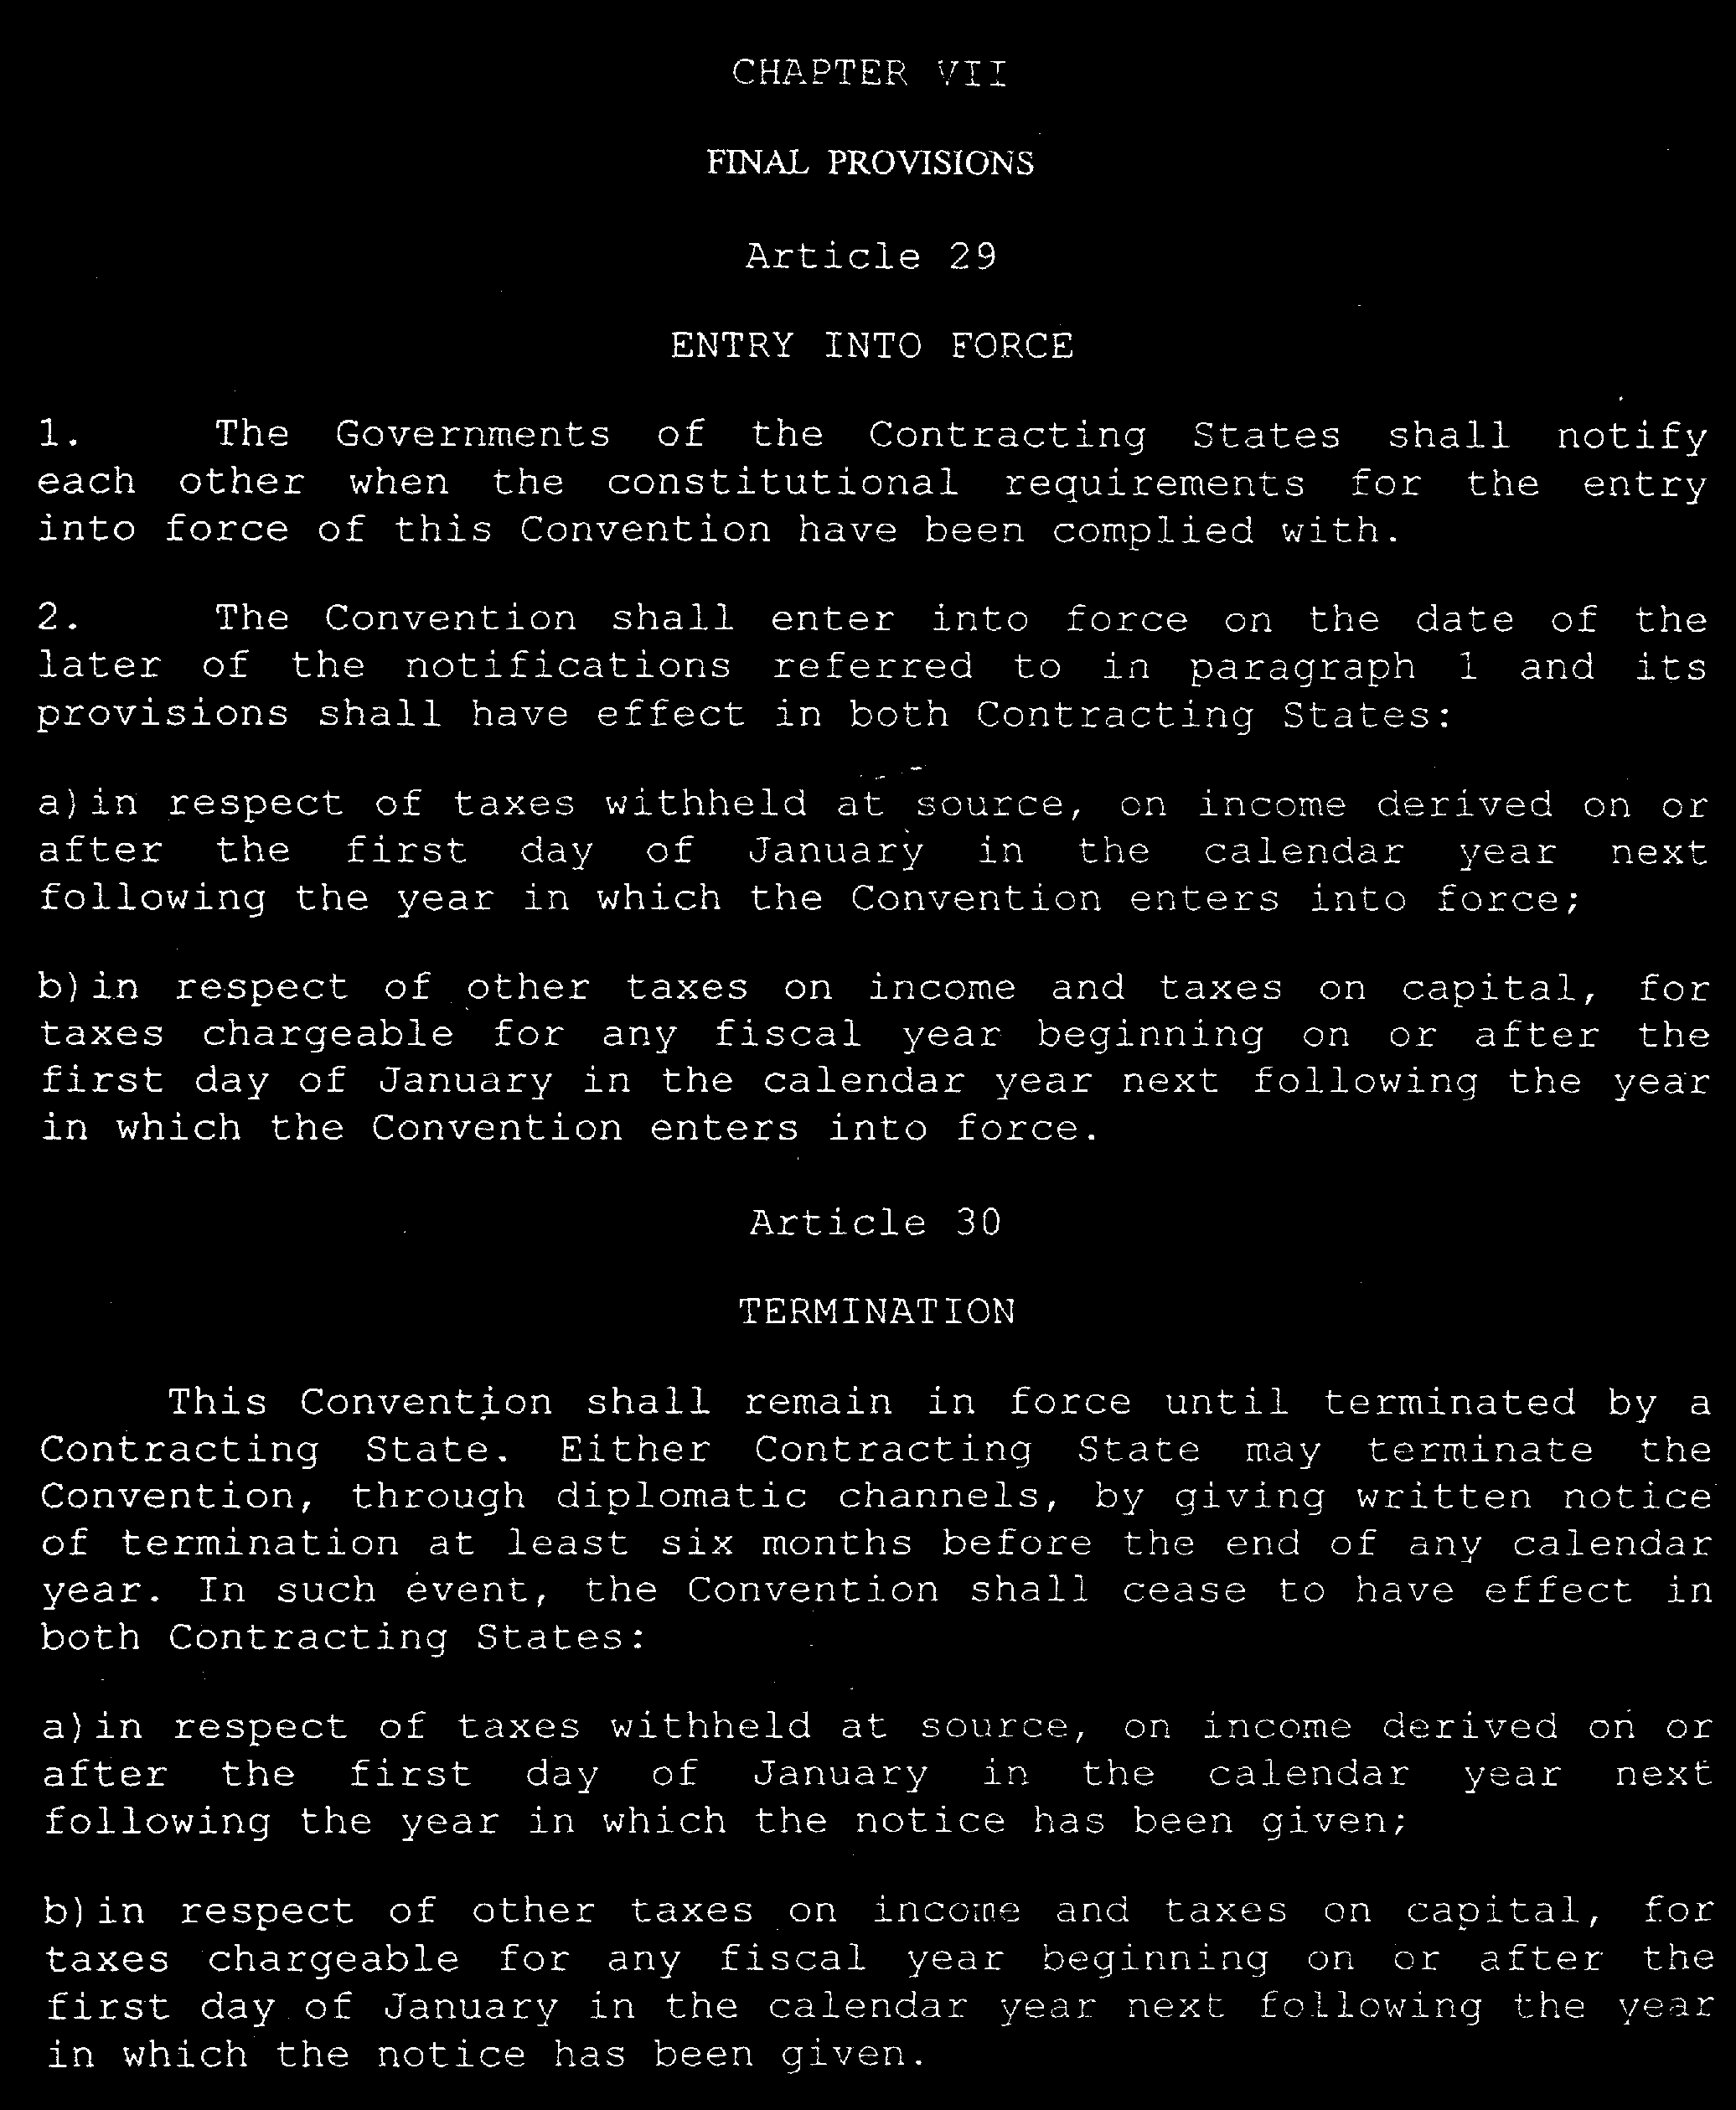 CHAPTER VII
FINAL PROVISIONS
Article 29
ENTRY INTO FORCE
1. The Governments of the Contracting States shall notify
each other when the constitutional requirements for the entry
into force of this Convention have been complied with.
2. The Convention shall enter into force on the date of the
later of the notifications referred to in paragraph 1 and its
provisions shall have effect in both Contracting States:
a) in respect of taxes withheld at source, on income derived on or
after the first day of January in the calendar year next
following the year in which the Convention enters into force;
b) in respect of other taxes on income and taxes on capital, for
taxes chargeable for any fiscal year beginning on or after the
first day of January in the calendar year next following the year
in which the Convention enters into force.
Article 30
TERMINATION
This Convention shall remain in force until terminated by a
Contracting State. Either Contracting State may terminate the
Convention, through diplomatic channels, by giving written notice
of termination at least six months before the end of any calendar
year. In such event, the Convention shall cease to have effect in
both Contracting States:
a) in respect of taxes withheld at source, on income derived on or
after the first day of January in the calendar year next
following the year in which the notice has been given;
b) in respect of other taxes on income and taxes on capital, for
taxes chargeable for any fiscal year beginning on or after the
first day of January in the calendar year next following the year
in which the notice has been given.